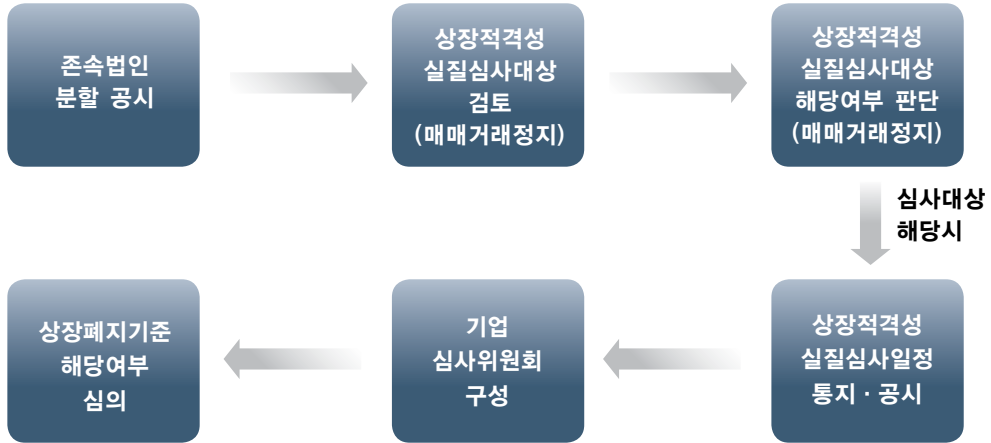 존속법인
분할 공시
상장적격성
실질심사대상
검토
(매매거래정지)
상장적격성
실질심사대상
해당여부 판단
(매매거래정지)
심사대상
해당시
상장적격성
실질심사일정
통지 · 공시
기업
심사위원회
구성
상장폐지기준
해당여부
심의